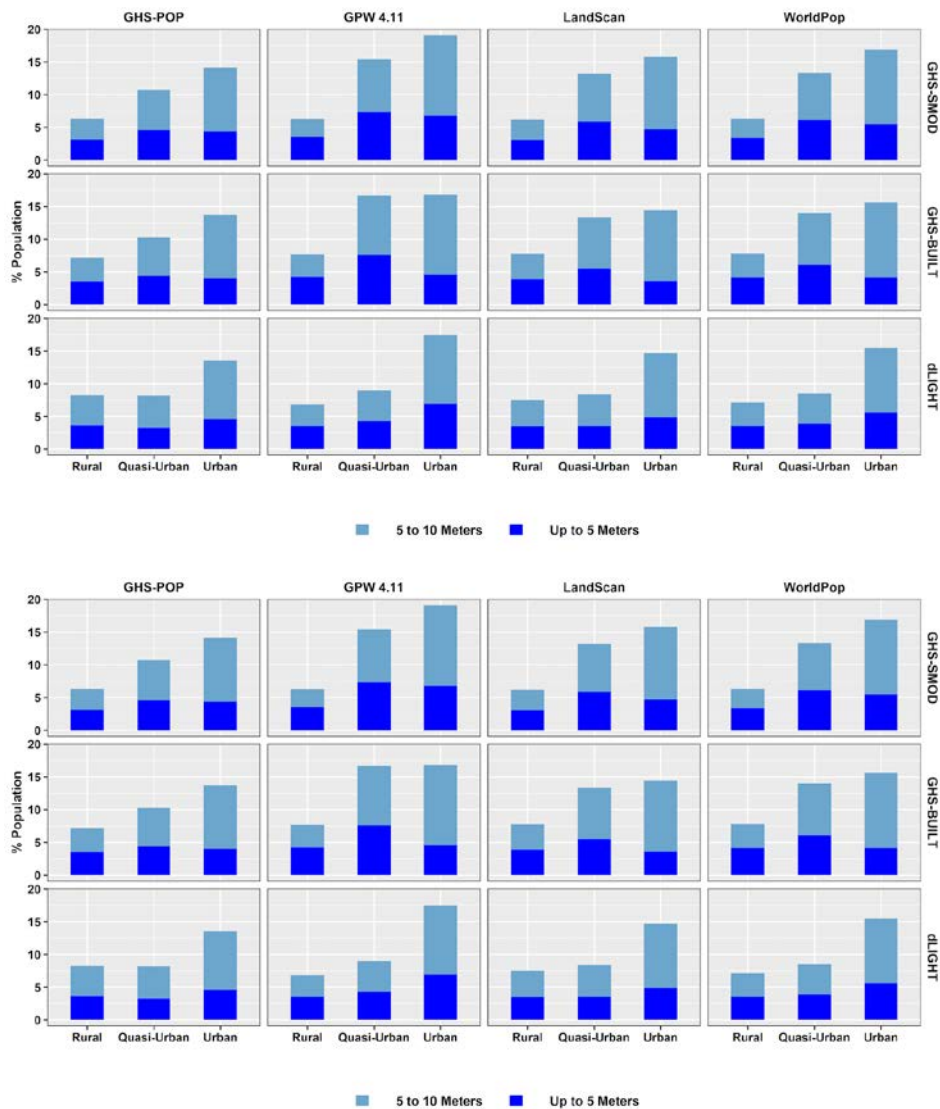 GHS-POP GPW 4.11 LandScan WorldPop
20
15
10
5
0
GHS-SMOD
20
15
10
5
0
GHS-BUILT
20
15
10
5
0
dLIGHT
% Population
Rural Quasi-Urban Urban Rural Quasi-Urban Urban Rural Quasi-Urban Urban Rural Quasi-Urban Urban
5 to 10 Meters Up to 5 Meters
GHS-POP GPW 4.11 LandScan WorldPop
20
15
10
5
0
GHS-SMOD
20
15
10
5
0
GHS-BUILT
20
15
10
5
0
dLIGHT
% Population
Rural Quasi-Urban Urban Rural Quasi-Urban Urban Rural Quasi-Urban Urban Rural Quasi-Urban Urban
5 to 10 Meters Up to 5 Meters